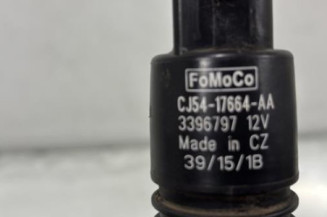 FoMoCo
CJ54-17664-AA
3396797 12V
Made in CZ
39/15/1B